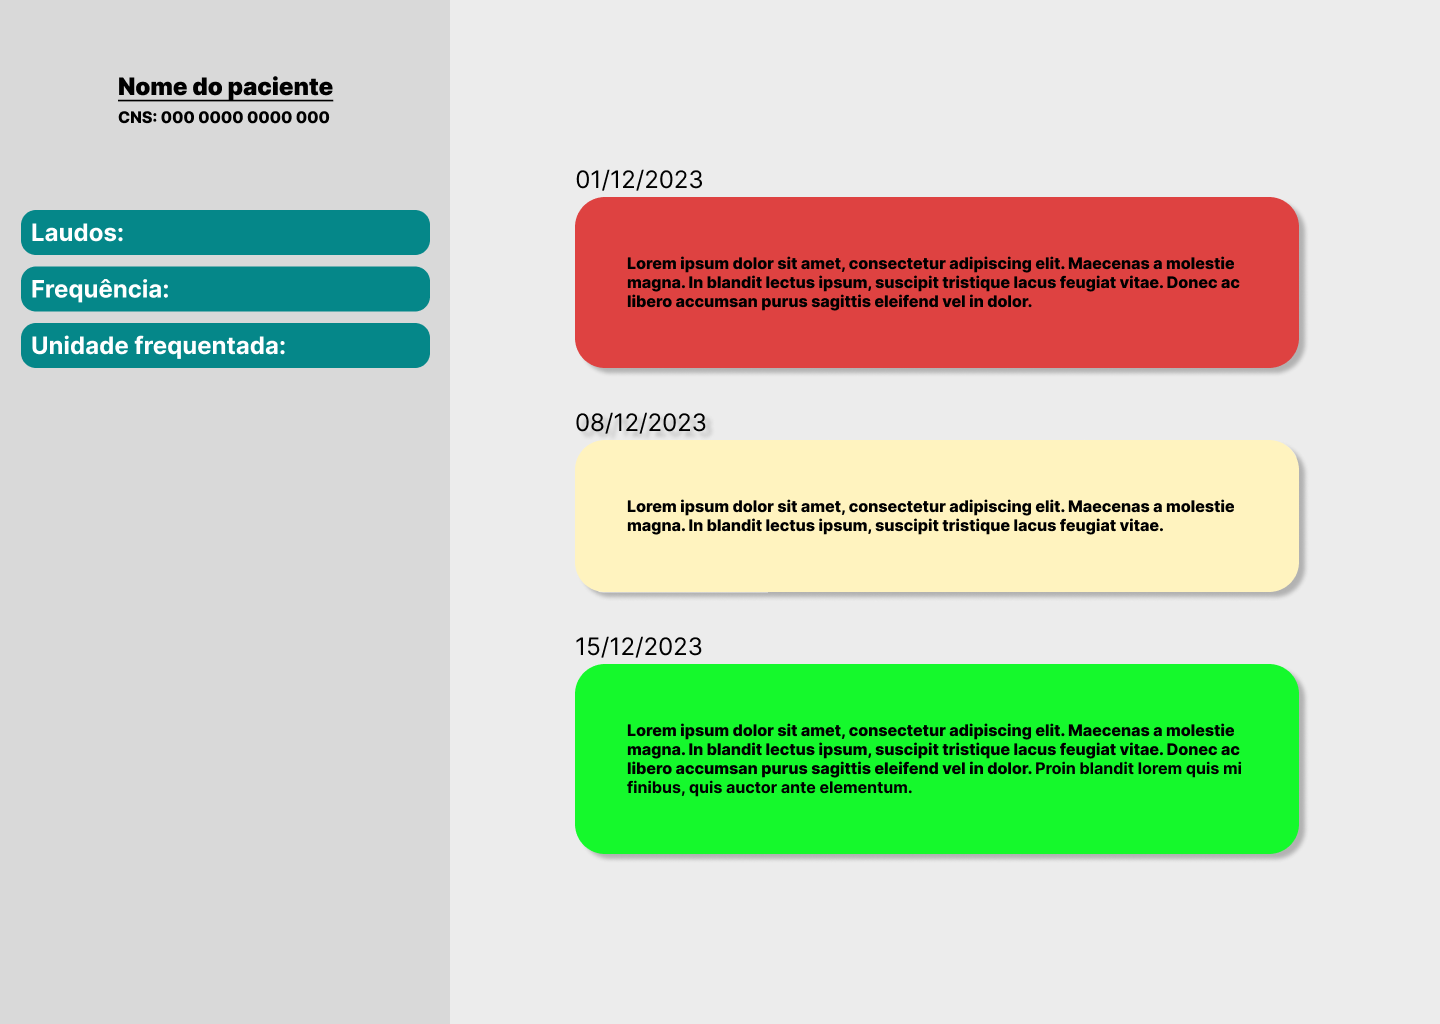 Nome do paciente
CNS: 000 0000 0000 000
Laudos:
Frequência:
Unidade frequentada:
01/12/2023
Lorem ipsum dolor sit amet, consectetur adipiscing elit. Maecenas a molestie
magna. In blandit lectus ipsum, suscipit tristique lacus feugiat vitae. Donec ac
libero accumsan purus sagittis eleifend vel in dolor.
08/12/2023
Lorem ipsum dolor sit amet, consectetur adipiscing elit. Maecenas a molestie
magna. In blandit lectus ipsum, suscipit tristique lacus feugiat vitae.
15/12/2023
Lorem ipsum dolor sit amet, consectetur adipiscing elit. Maecenas a molestie
magna. In blandit lectus ipsum, suscipit tristique lacus feugiat vitae. Donec ac
libero accumsan purus sagittis eleifend vel in dolor. Proin blandit lorem quis mi
finibus, quis auctor ante elementum.